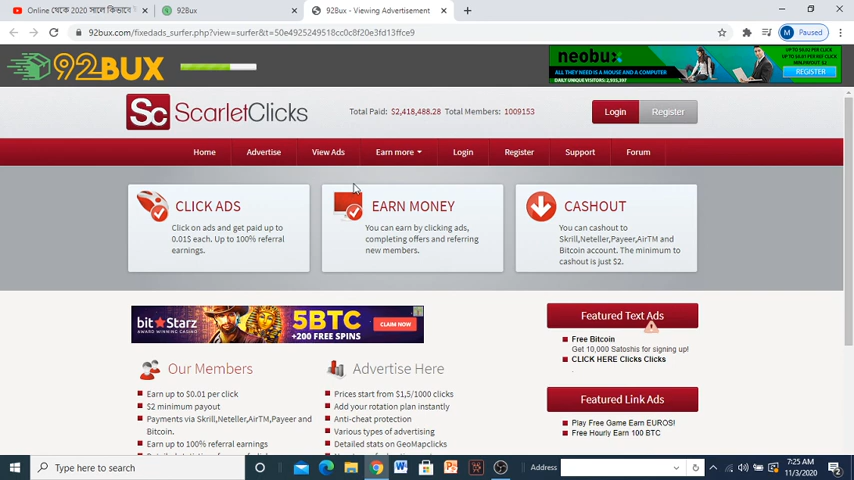 Online থেকে 2020 সালে কিভাবে
92Bux
92Bux - Viewing Advertisement
92bux.com/fixedads_surfer.php?view=surfer&t=50e4925249518cc0c8f20e3fd13ffce9
M Paused
92BUX
neobux
ALL THEY NEED IS A MOUSE AND A COMPUTER
REGISTER
Sc ScarletClicks
Total Paid: $2,418,488.28 Total Members: 1009153
Login Register
Home Advertise View Ads Earn more Login Register Support Forum
CLICK ADS
Click on ads and get paid up to
0.01$ each. Up to 100% referral
earnings.
EARN MONEY
You can earn by clicking ads,
completing offers and referring
new members.
CASHOUT
You can cashout to
Skrill,Neteller,Payeer,AirTM and
Bitcoin account. The minimum to
cashout is just $2.
bitStarz
5BTC
+200 FREE SPINS
CLAIM NOW
Our Members
Earn up to $0.01 per click
$2 minimum payout
Payments via Skrill,Neteller,AirTM,Payeer and
Bitcoin.
Earn up to 100% referral earnings
Advertise Here
Prices start from $1,5/1000 clicks
Add your rotation plan instantly
Anti-cheat protection
Various types of advertising
Detailed stats on GeoMapclicks
Featured Text Ads
Free Bitcoin
Get 10,000 Satoshis for signing up!
CLICK HERE Clicks Clicks
Featured Link Ads
Play Free Game Earn EUROS!
Free Hourly Earn 100 BTC
Type here to search
Address
7:25 AM
11/3/2020
2